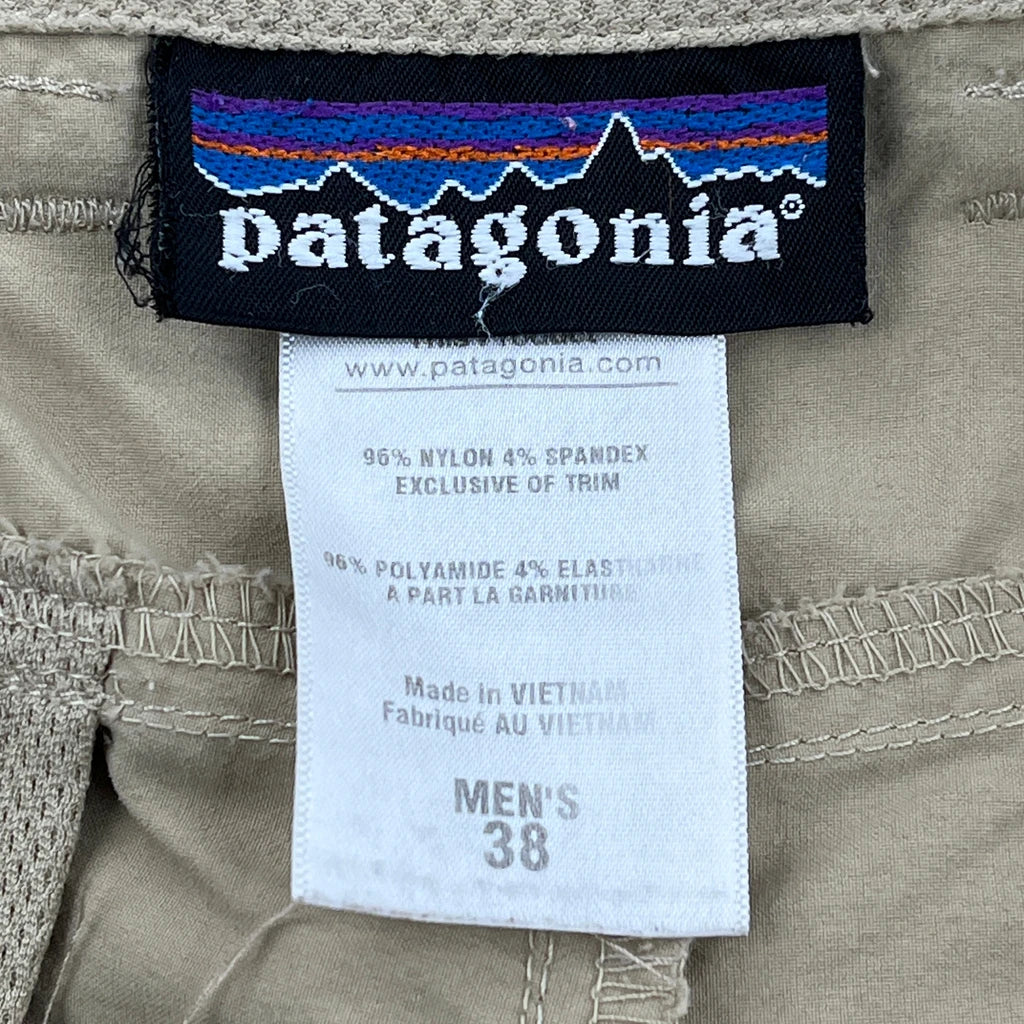 patagonia®
www.patagonia.com
96% NYLON 4% SPANDEX
EXCLUSIVE OF TRIM
96% POLYAMIDE 4% ELASTHANNE
A PART LA GARNITURE
Made in VIETNAM
Fabriqué AU VIETNAM
MEN'S
38